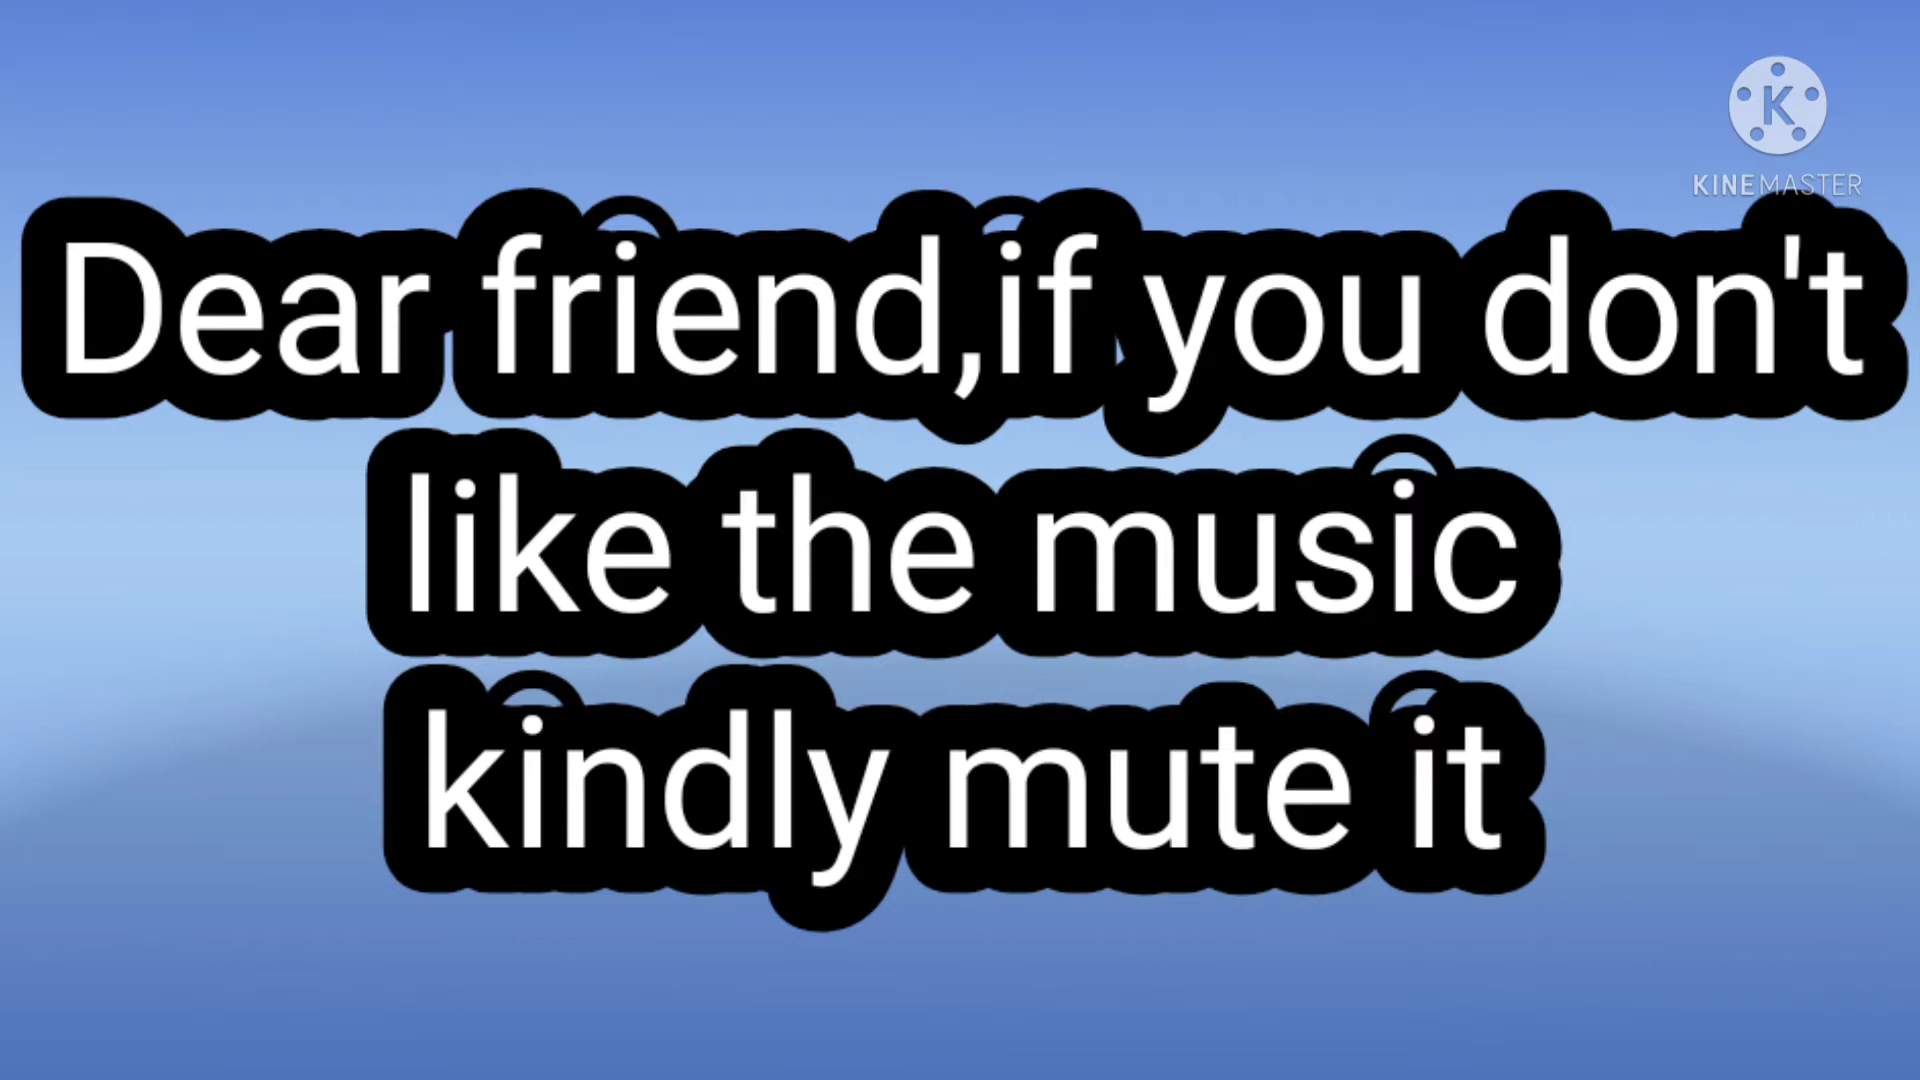 K
KINEMASTER
Dear friend,if you don't
like the music
kindly mute it